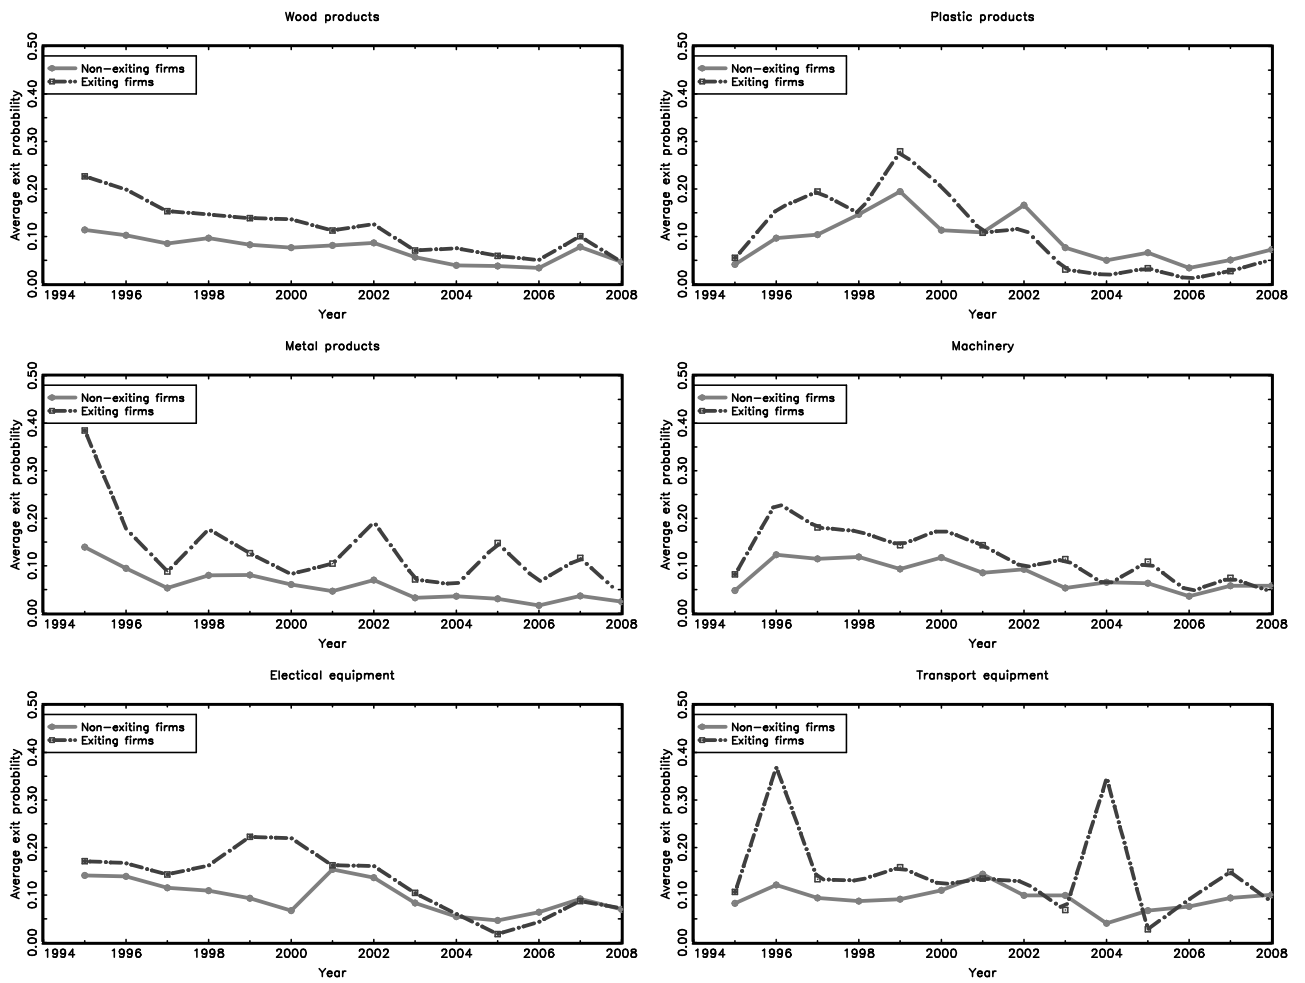 Wood products
Non-exiting firms
Exiting firms
Average exit probability
0.00 0.10 0.20 0.30 0.40 0.50
1994 1996 1998 2000 2002 2004 2006 2008
Year
Plastic products
Non-exiting firms
Exiting firms
Average exit probability
0.00 0.10 0.20 0.30 0.40 0.50
1994 1996 1998 2000 2002 2004 2006 2008
Year
Metal products
Non-exiting firms
Exiting firms
Average exit probability
0.00 0.10 0.20 0.30 0.40 0.50
1994 1996 1998 2000 2002 2004 2006 2008
Year
Machinery
Non-exiting firms
Exiting firms
Average exit probability
0.00 0.10 0.20 0.30 0.40 0.50
1994 1996 1998 2000 2002 2004 2006 2008
Year
Electical equipment
Non-exiting firms
Exiting firms
Average exit probability
0.00 0.10 0.20 0.30 0.40 0.50
1994 1996 1998 2000 2002 2004 2006 2008
Year
Transport equipment
Non-exiting firms
Exiting firms
Average exit probability
0.00 0.10 0.20 0.30 0.40 0.50
1994 1996 1998 2000 2002 2004 2006 2008
Year